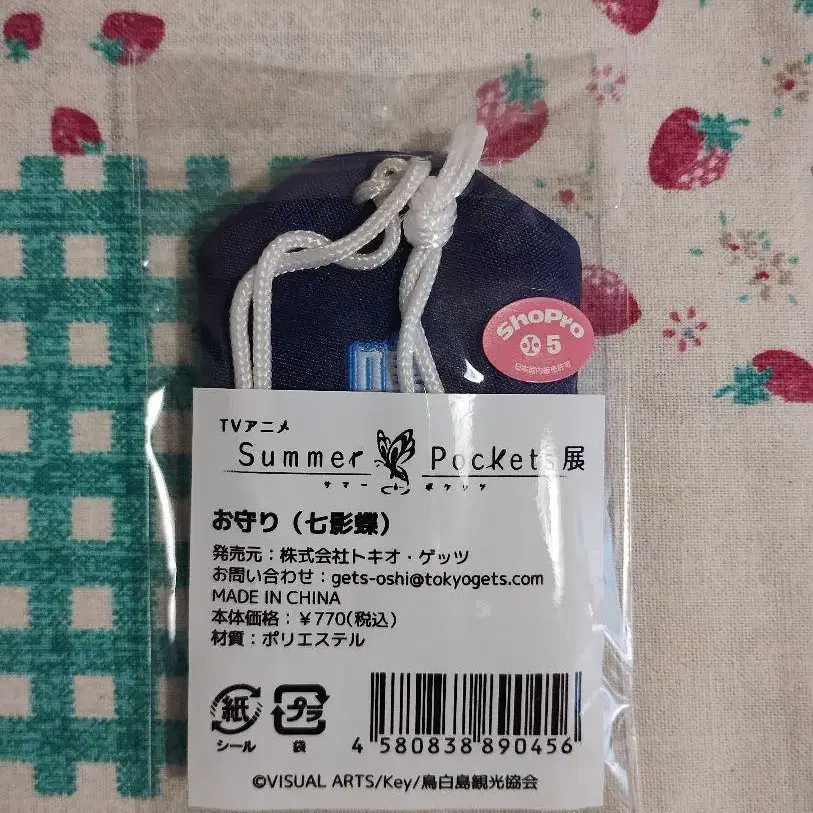 ShoPro
5
日本国内販売許可
TVアニメ
Summer Pockets展
サマーポケッツ
お守り（七影蝶）
発売元：株式会社トキオ・ゲッツ
お問い合わせ：gets-oshi@tokyogets.com
MADE IN CHINA
本体価格：￥770(税込)
材質：ポリエステル
紙 プラ
シール 袋
4 580838 890456
©VISUAL ARTS/Key/鳥白島観光協会